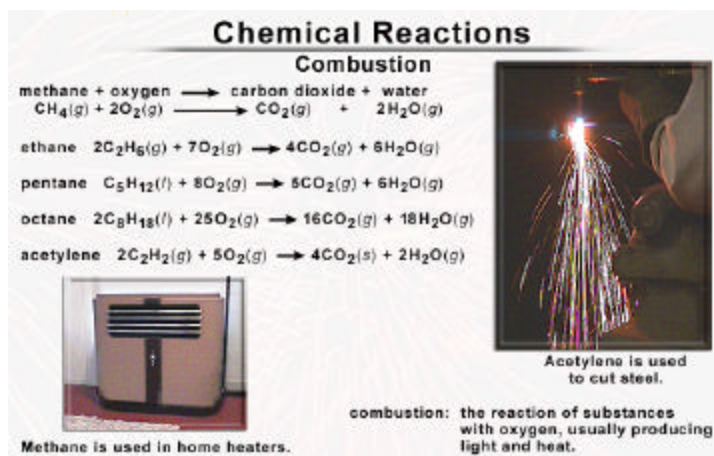 Chemical Reactions
Combustion
methane + oxygen → carbon dioxide + water
CH₄(g) + 2O₂(g) → CO₂(g) + 2H₂O(g)
ethane 2C₂H₆(g) + 7O₂(g) → 4CO₂(g) + 6H₂O(g)
pentane C₅H₁₂(l) + 8O₂(g) → 5CO₂(g) + 6H₂O(g)
octane 2C₈H₁₈(l) + 25O₂(g) → 16CO₂(g) + 18H₂O(g)
acetylene 2C₂H₂(g) + 5O₂(g) → 4CO₂(s) + 2H₂O(g)
Acetylene is used
to cut steel.
Methane is used in home heaters.
combustion: the reaction of substances
with oxygen, usually producing
light and heat.